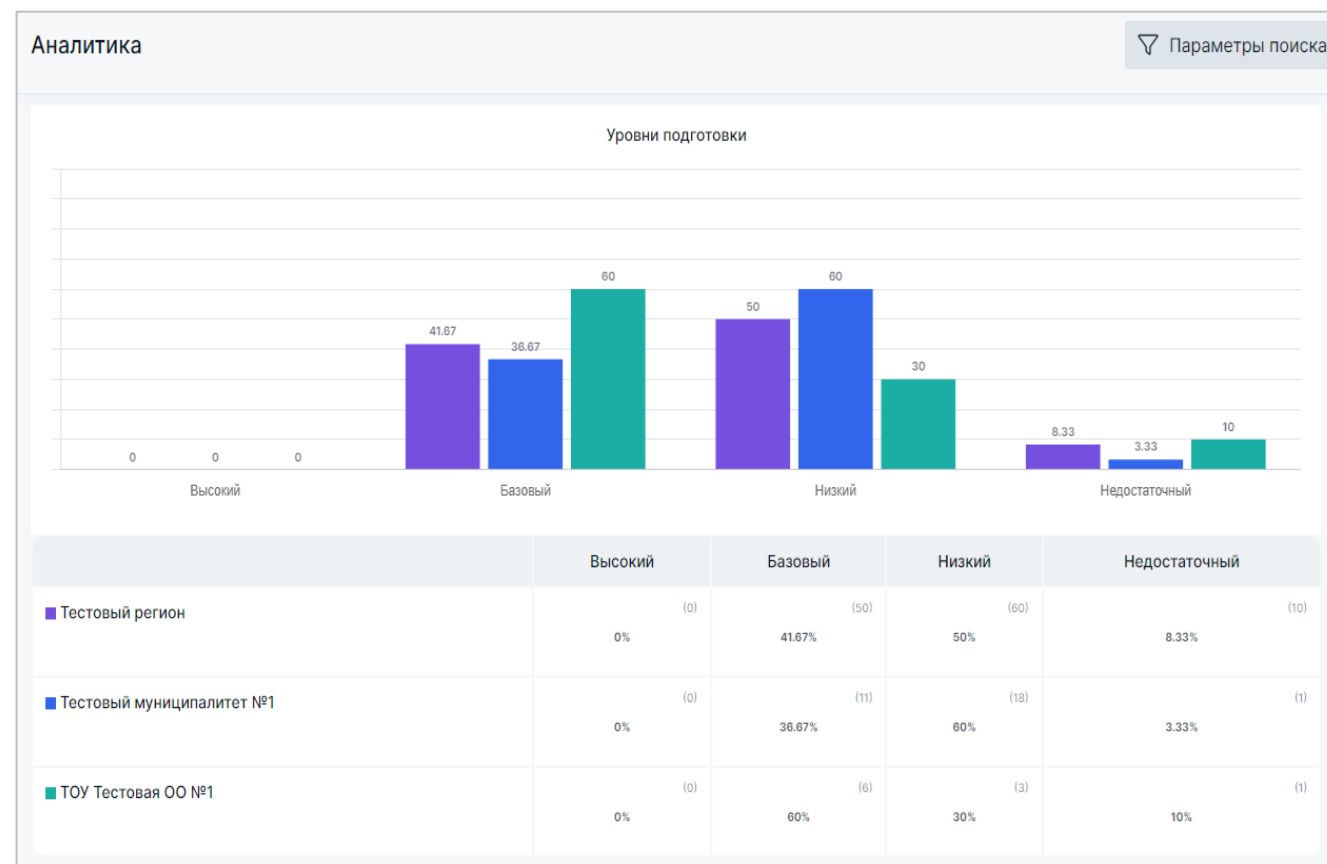 Аналитика
Параметры поиска
Уровни подготовки
60 60
50
41.67
36.67
30
8.33 3.33 10
0 0 0
Высокий Базовый Низкий Недостаточный
Высокий Базовый Низкий Недостаточный
Тестовый регион (0) (50) (60) (10)
0% 41.67% 50% 8.33%
Тестовый муниципалитет №1 (0) (11) (18) (1)
0% 36.67% 60% 3.33%
ТОУ Тестовая ОО №1 (0) (6) (3) (1)
0% 60% 30% 10%